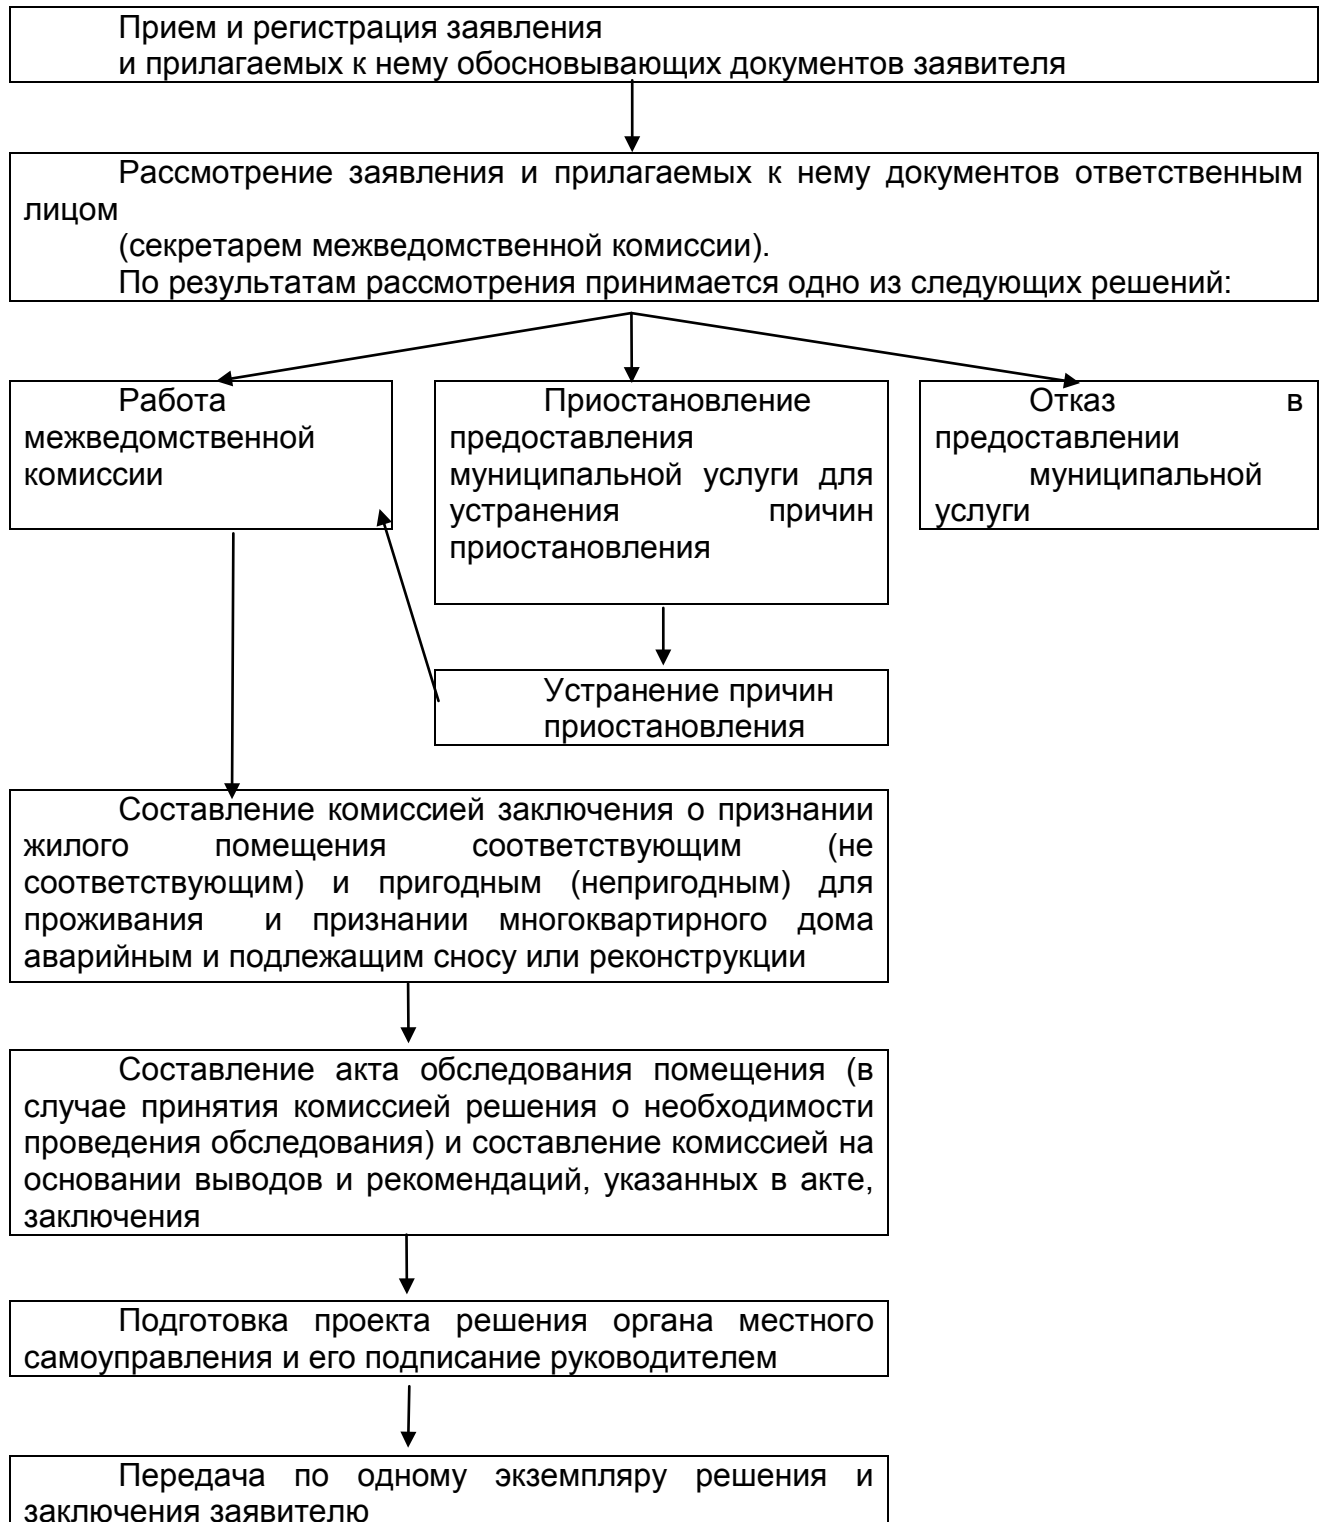 Прием и регистрация заявления
и прилагаемых к нему обосновывающих документов заявителя
Рассмотрение заявления и прилагаемых к нему документов ответственным
лицом
(секретарем межведомственной комиссии).
По результатам рассмотрения принимается одно из следующих решений:
Работа
межведомственной
комиссии
Приостановление
предоставления
муниципальной услуги для
устранения причин
приостановления
Отказ в
предоставлении
муниципальной
услуги
Устранение причин
приостановления
Составление комиссией заключения о признании
жилого помещения соответствующим (не
соответствующим) и пригодным (непригодным) для
проживания и признании многоквартирного дома
аварийным и подлежащим сносу или реконструкции
Составление акта обследования помещения (в
случае принятия комиссией решения о необходимости
проведения обследования) и составление комиссией на
основании выводов и рекомендаций, указанных в акте,
заключения
Подготовка проекта решения органа местного
самоуправления и его подписание руководителем
Передача по одному экземпляру решения и
заключения заявителю